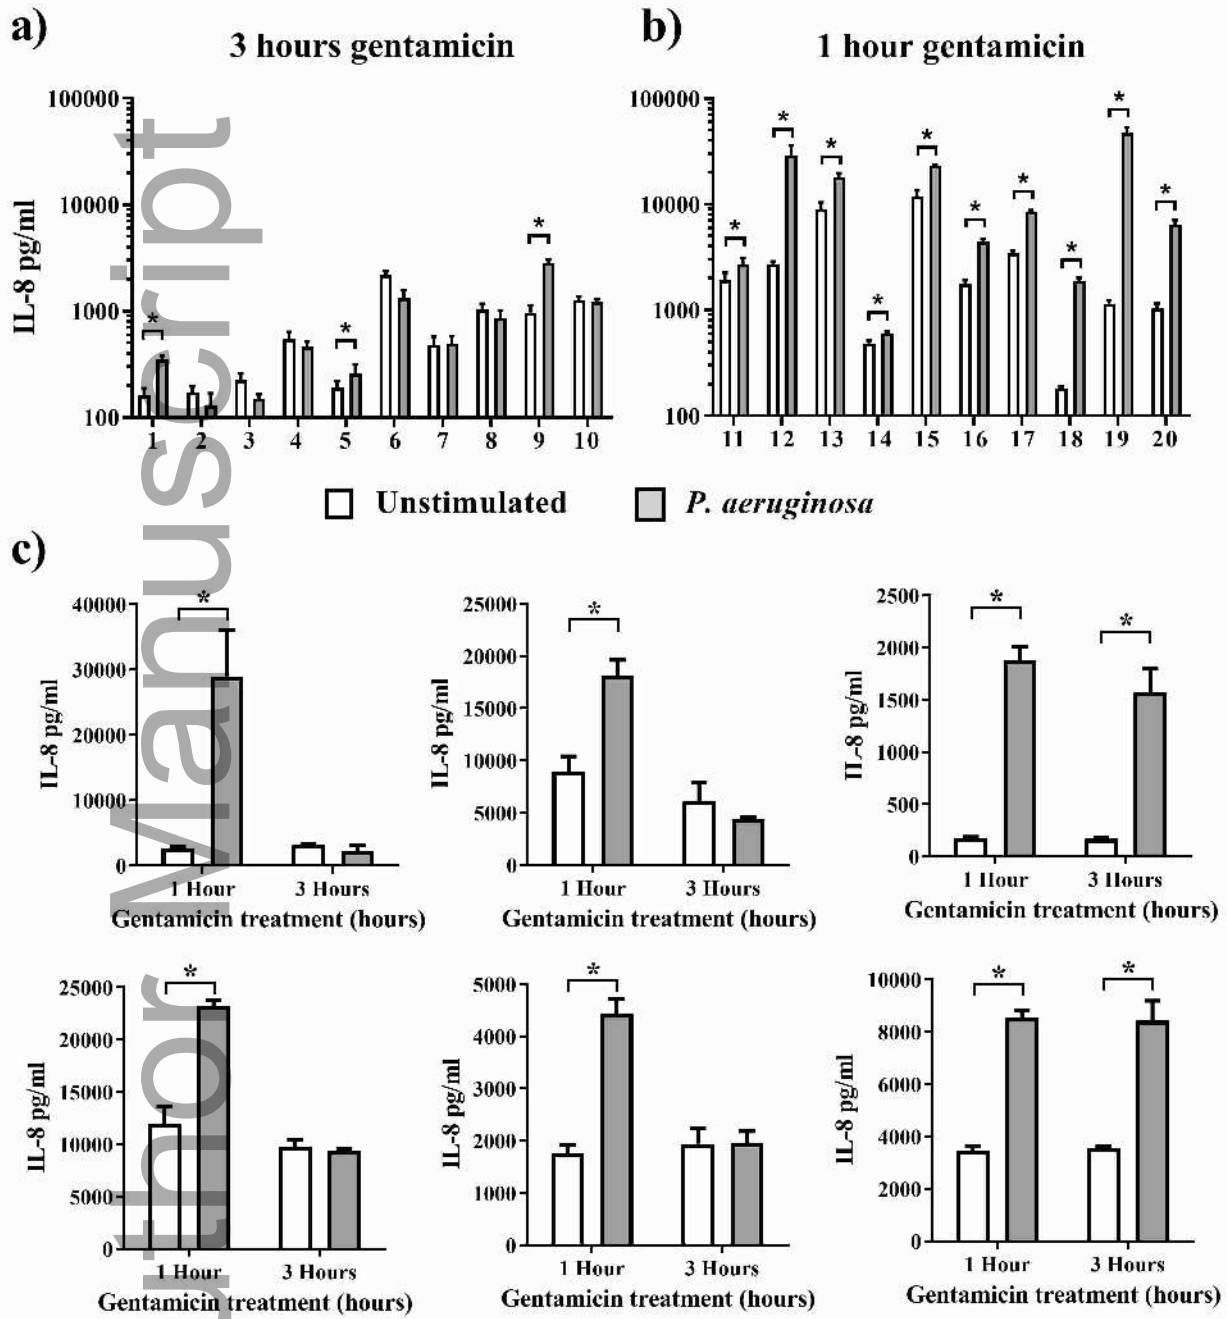 a)
3 hours gentamicin
b)
1 hour gentamicin
100000
10000
1000
100
IL-8 pg/ml
* * *
1 2 3 4 5 6 7 8 9 10
100000
10000
1000
100
* * * * * * * * * *
11 12 13 14 15 16 17 18 19 20
Unstimulated
P. aeruginosa
c)
40000
30000
20000
10000
0
IL-8 pg/ml
*
1 Hour 3 Hours
Gentamicin treatment (hours)
25000
20000
15000
10000
5000
0
IL-8 pg/ml
*
1 Hour 3 Hours
Gentamicin treatment (hours)
2500
2000
1500
1000
500
0
IL-8 pg/ml
* *
1 Hour 3 Hours
Gentamicin treatment (hours)
25000
20000
15000
10000
5000
0
IL-8 pg/ml
*
1 Hour 3 Hours
Gentamicin treatment (hours)
5000
4000
3000
2000
1000
0
IL-8 pg/ml
*
1 Hour 3 Hours
Gentamicin treatment (hours)
10000
8000
6000
4000
2000
0
IL-8 pg/ml
* *
1 Hour 3 Hours
Gentamicin treatment (hours)
uthor Manuscript